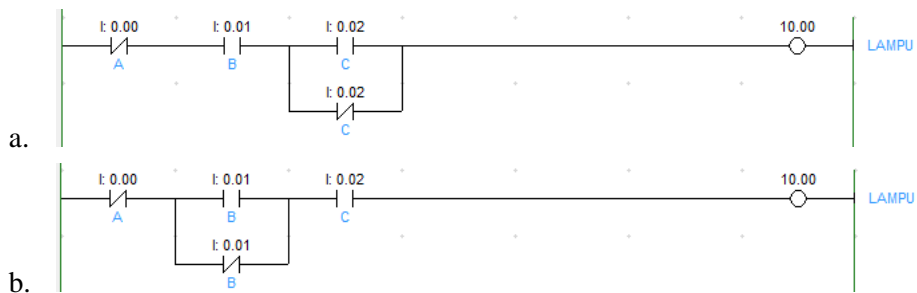 I: 0.00 I: 0.01 I: 0.02 10.00
A B C LAMPU
I: 0.02
C
a.
I: 0.00 I: 0.01 I: 0.02 10.00
A B C LAMPU
I: 0.01
B
b.